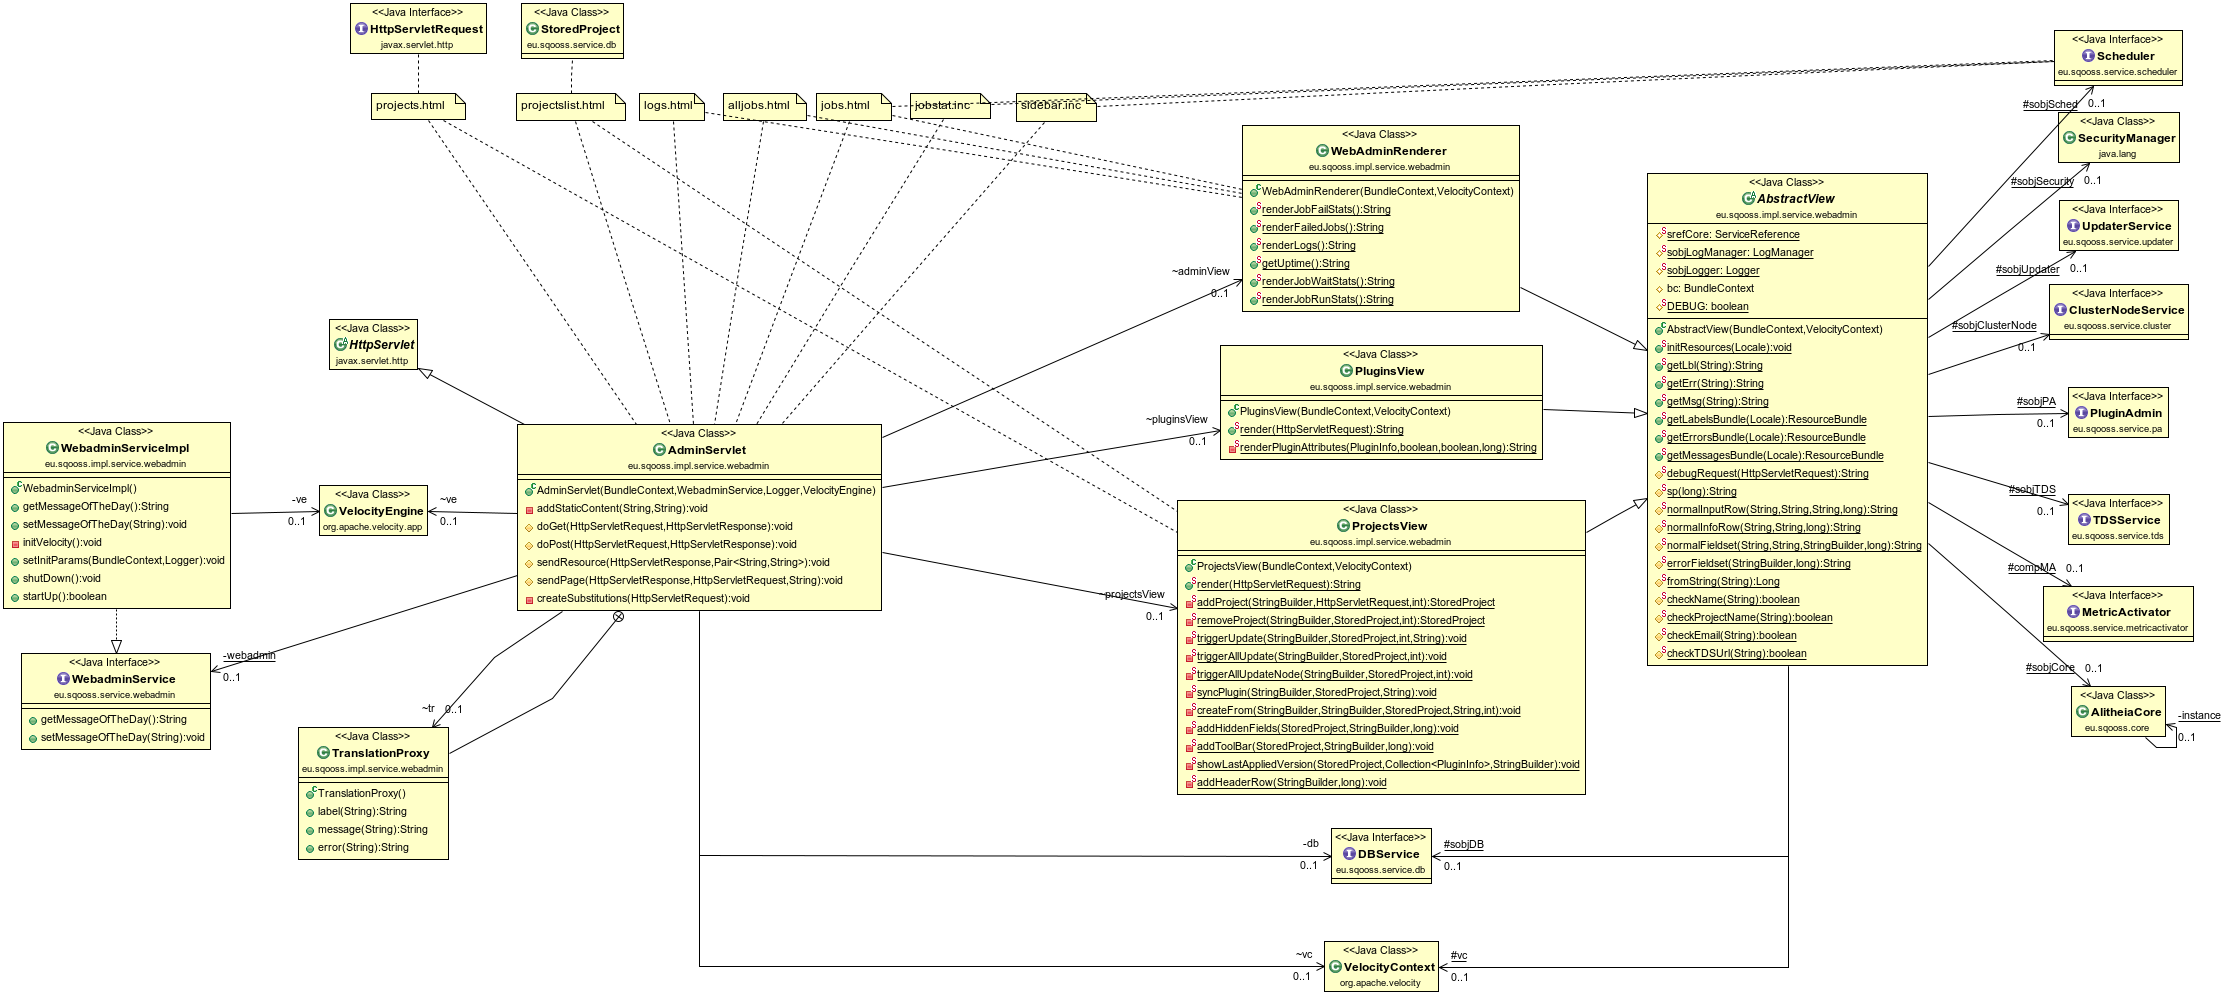 <<Java Interface>>
HttpServletRequest
javax.servlet.http
<<Java Class>>
StoredProject
eu.sqooss.service.db
projects.html
projectslist.html
logs.html
alljobs.html
jobs.html
jobstat.inc
sidebar.inc
<<Java Interface>>
Scheduler
eu.sqooss.service.scheduler
#sobjSched
0..1
<<Java Class>>
SecurityManager
java.lang
#sobjSecurity
0..1
<<Java Interface>>
UpdaterService
eu.sqooss.service.updater
#sobjUpdater
0..1
<<Java Interface>>
ClusterNodeService
eu.sqooss.service.cluster
#sobjClusterNode
0..1
<<Java Interface>>
PluginAdmin
eu.sqooss.service.pa
#sobjPA
0..1
<<Java Interface>>
TDSService
eu.sqooss.service.tds
#sobjTDS
0..1
<<Java Interface>>
MetricActivator
eu.sqooss.service.metricactivator
#compMA
0..1
<<Java Class>>
AlitheiaCore
eu.sqooss.core
#sobjCore
0..1
-instance
0..1
<<Java Class>>
WebAdminRenderer
eu.sqooss.impl.service.webadmin
WebAdminRenderer(BundleContext,VelocityContext)
renderJobFailStats():String
renderFailedJobs():String
renderLogs():String
getUptime():String
renderJobWaitStats():String
renderJobRunStats():String
~adminView
0..1
<<Java Class>>
AbstractView
eu.sqooss.impl.service.webadmin
srefCore: ServiceReference
sobjLogManager: LogManager
sobjLogger: Logger
bc: BundleContext
DEBUG: boolean
AbstractView(BundleContext,VelocityContext)
initResources(Locale):void
getLbl(String):String
getErr(String):String
getMsg(String):String
getLabelsBundle(Locale):ResourceBundle
getErrorsBundle(Locale):ResourceBundle
getMessagesBundle(Locale):ResourceBundle
debugRequest(HttpServletRequest):String
sp(long):String
normalInputRow(String,String,String,long):String
normalInfoRow(String,String,long):String
normalFieldset(String,String,StringBuilder,long):String
errorFieldset(StringBuilder,long):String
fromString(String):Long
checkName(String):boolean
checkProjectName(String):boolean
checkEmail(String):boolean
checkTDSUrl(String):boolean
<<Java Class>>
HttpServlet
javax.servlet.http
<<Java Class>>
PluginsView
eu.sqooss.impl.service.webadmin
PluginsView(BundleContext,VelocityContext)
render(HttpServletRequest):String
renderPluginAttributes(PluginInfo,boolean,boolean,long):String
~pluginsView
0..1
<<Java Class>>
WebadminServiceImpl
eu.sqooss.impl.service.webadmin
WebadminServiceImpl()
getMessageOfTheDay():String
setMessageOfTheDay(String):void
initVelocity():void
setInitParams(BundleContext,Logger):void
shutDown():void
startUp():boolean
-ve
0..1
<<Java Class>>
VelocityEngine
org.apache.velocity.app
~ve
0..1
<<Java Class>>
AdminServlet
eu.sqooss.impl.service.webadmin
AdminServlet(BundleContext,WebadminService,Logger,VelocityEngine)
addStaticContent(String,String):void
doGet(HttpServletRequest,HttpServletResponse):void
doPost(HttpServletRequest,HttpServletResponse):void
sendResource(HttpServletResponse,Pair<String,String>):void
sendPage(HttpServletResponse,HttpServletRequest,String):void
createSubstitutions(HttpServletRequest):void
<<Java Class>>
ProjectsView
eu.sqooss.impl.service.webadmin
ProjectsView(BundleContext,VelocityContext)
render(HttpServletRequest):String
addProject(StringBuilder,HttpServletRequest,int):StoredProject
removeProject(StringBuilder,StoredProject,int):StoredProject
triggerUpdate(StringBuilder,StoredProject,int,String):void
triggerAllUpdate(StringBuilder,StoredProject,int):void
triggerAllUpdateNode(StringBuilder,StoredProject,int):void
syncPlugin(StringBuilder,StoredProject,String):void
createFrom(StringBuilder,StringBuilder,StoredProject,String,int):void
addHiddenFields(StoredProject,StringBuilder,long):void
addToolBar(StoredProject,StringBuilder,long):void
showLastAppliedVersion(StoredProject,Collection<PluginInfo>,StringBuilder):void
addHeaderRow(StringBuilder,long):void
~projectsView
0..1
<<Java Interface>>
WebadminService
eu.sqooss.service.webadmin
getMessageOfTheDay():String
setMessageOfTheDay(String):void
-webadmin
0..1
~tr
0..1
<<Java Class>>
TranslationProxy
eu.sqooss.impl.service.webadmin
TranslationProxy()
label(String):String
message(String):String
error(String):String
-db
0..1
<<Java Interface>>
DBService
eu.sqooss.service.db
#sobjDB
0..1
~vc
0..1
<<Java Class>>
VelocityContext
org.apache.velocity
#vc
0..1